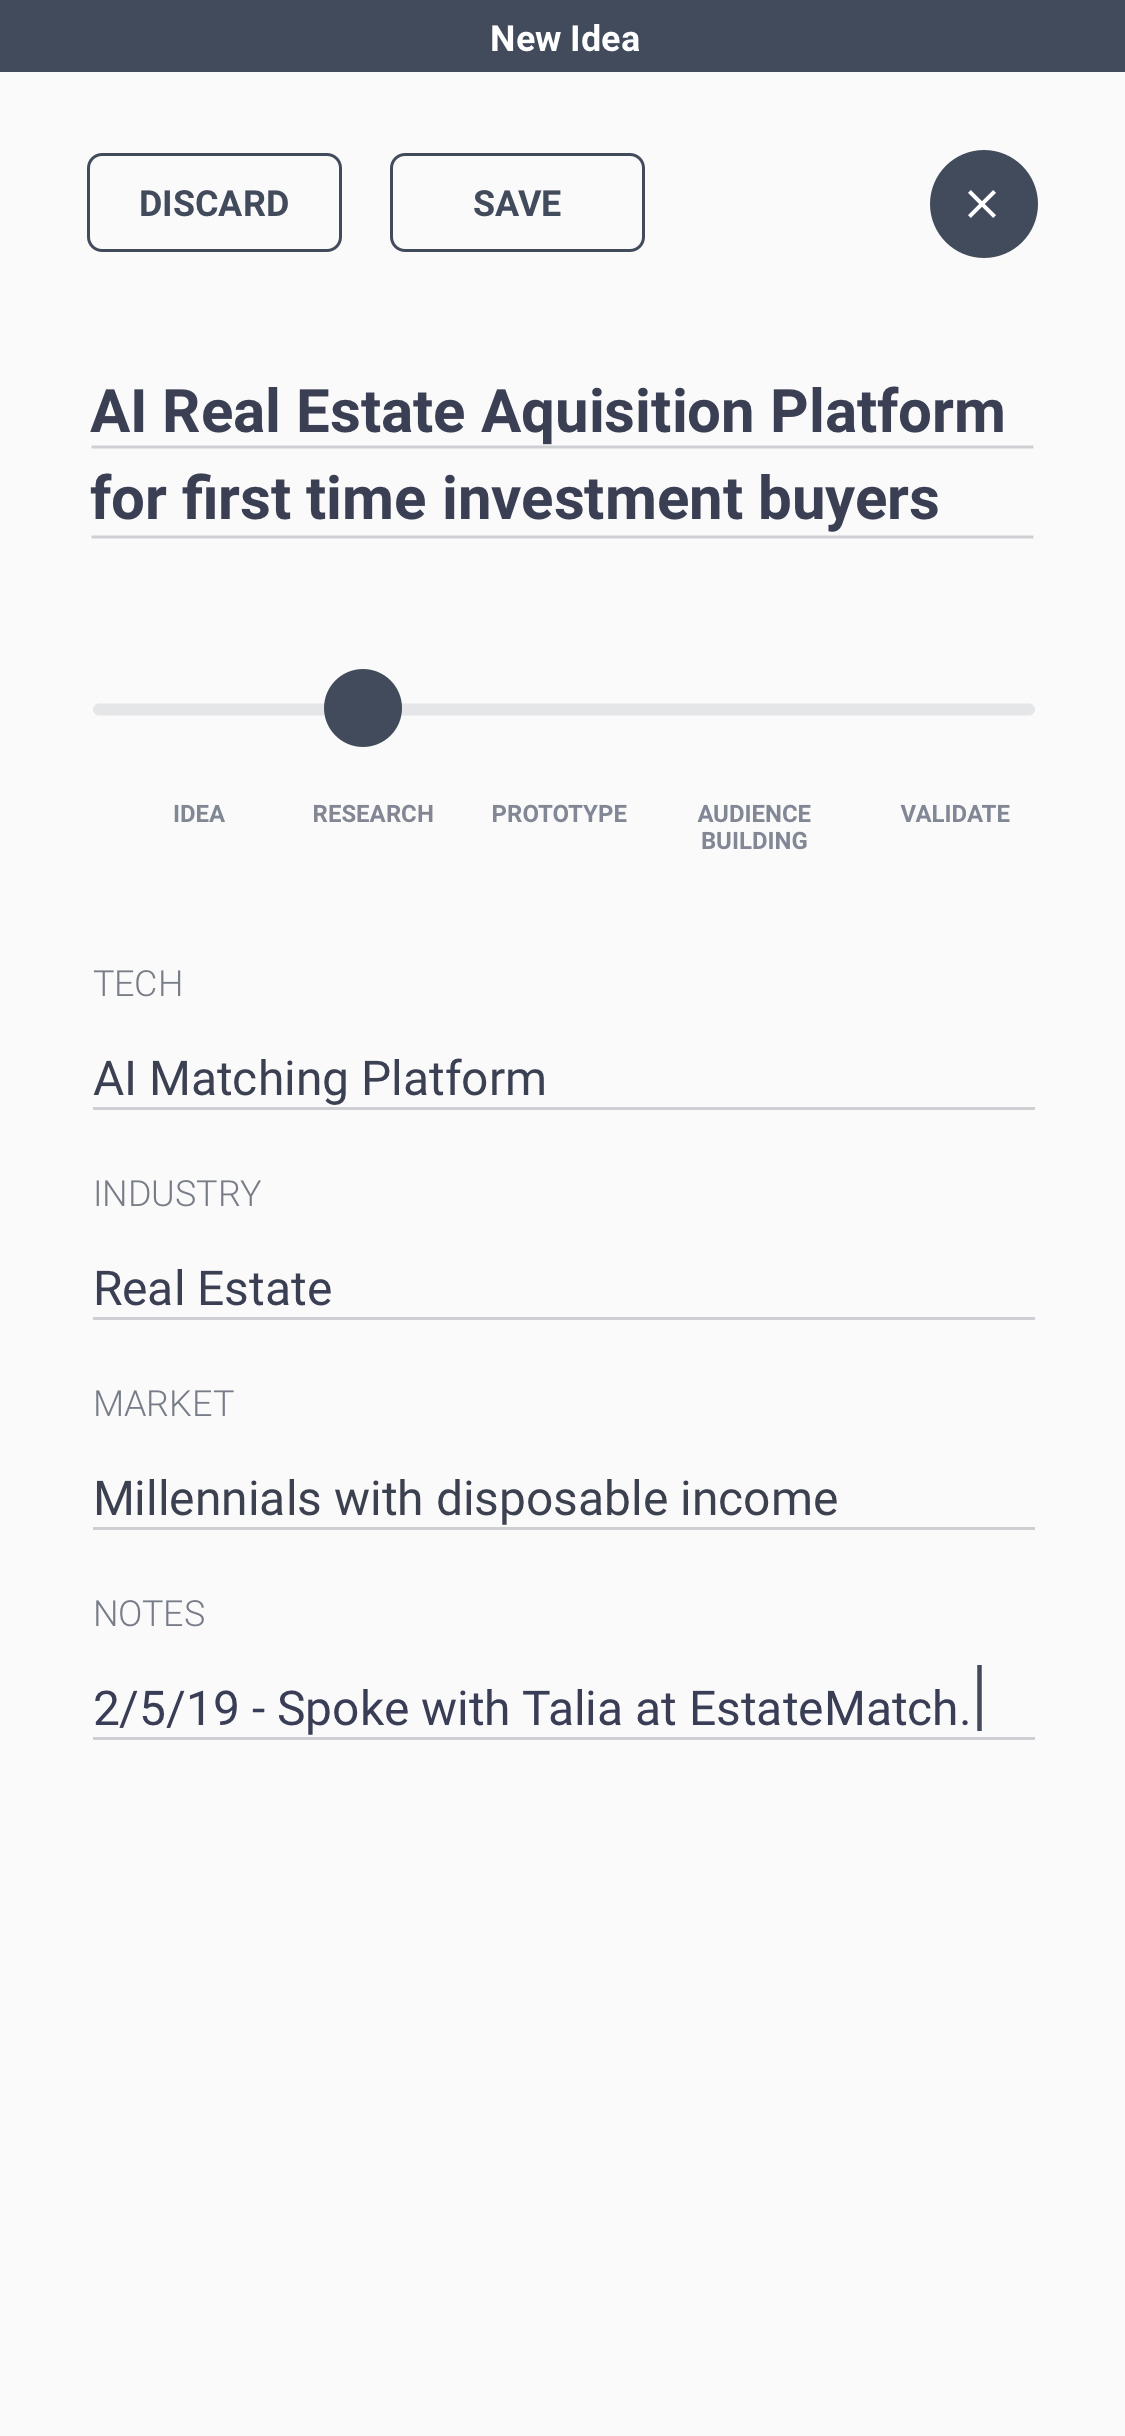 New Idea
DISCARD SAVE
AI Real Estate Aquisition Platform
for first time investment buyers
IDEA RESEARCH PROTOTYPE AUDIENCE BUILDING VALIDATE
TECH
AI Matching Platform
INDUSTRY
Real Estate
MARKET
Millennials with disposable income
NOTES
2/5/19 - Spoke with Talia at EstateMatch.